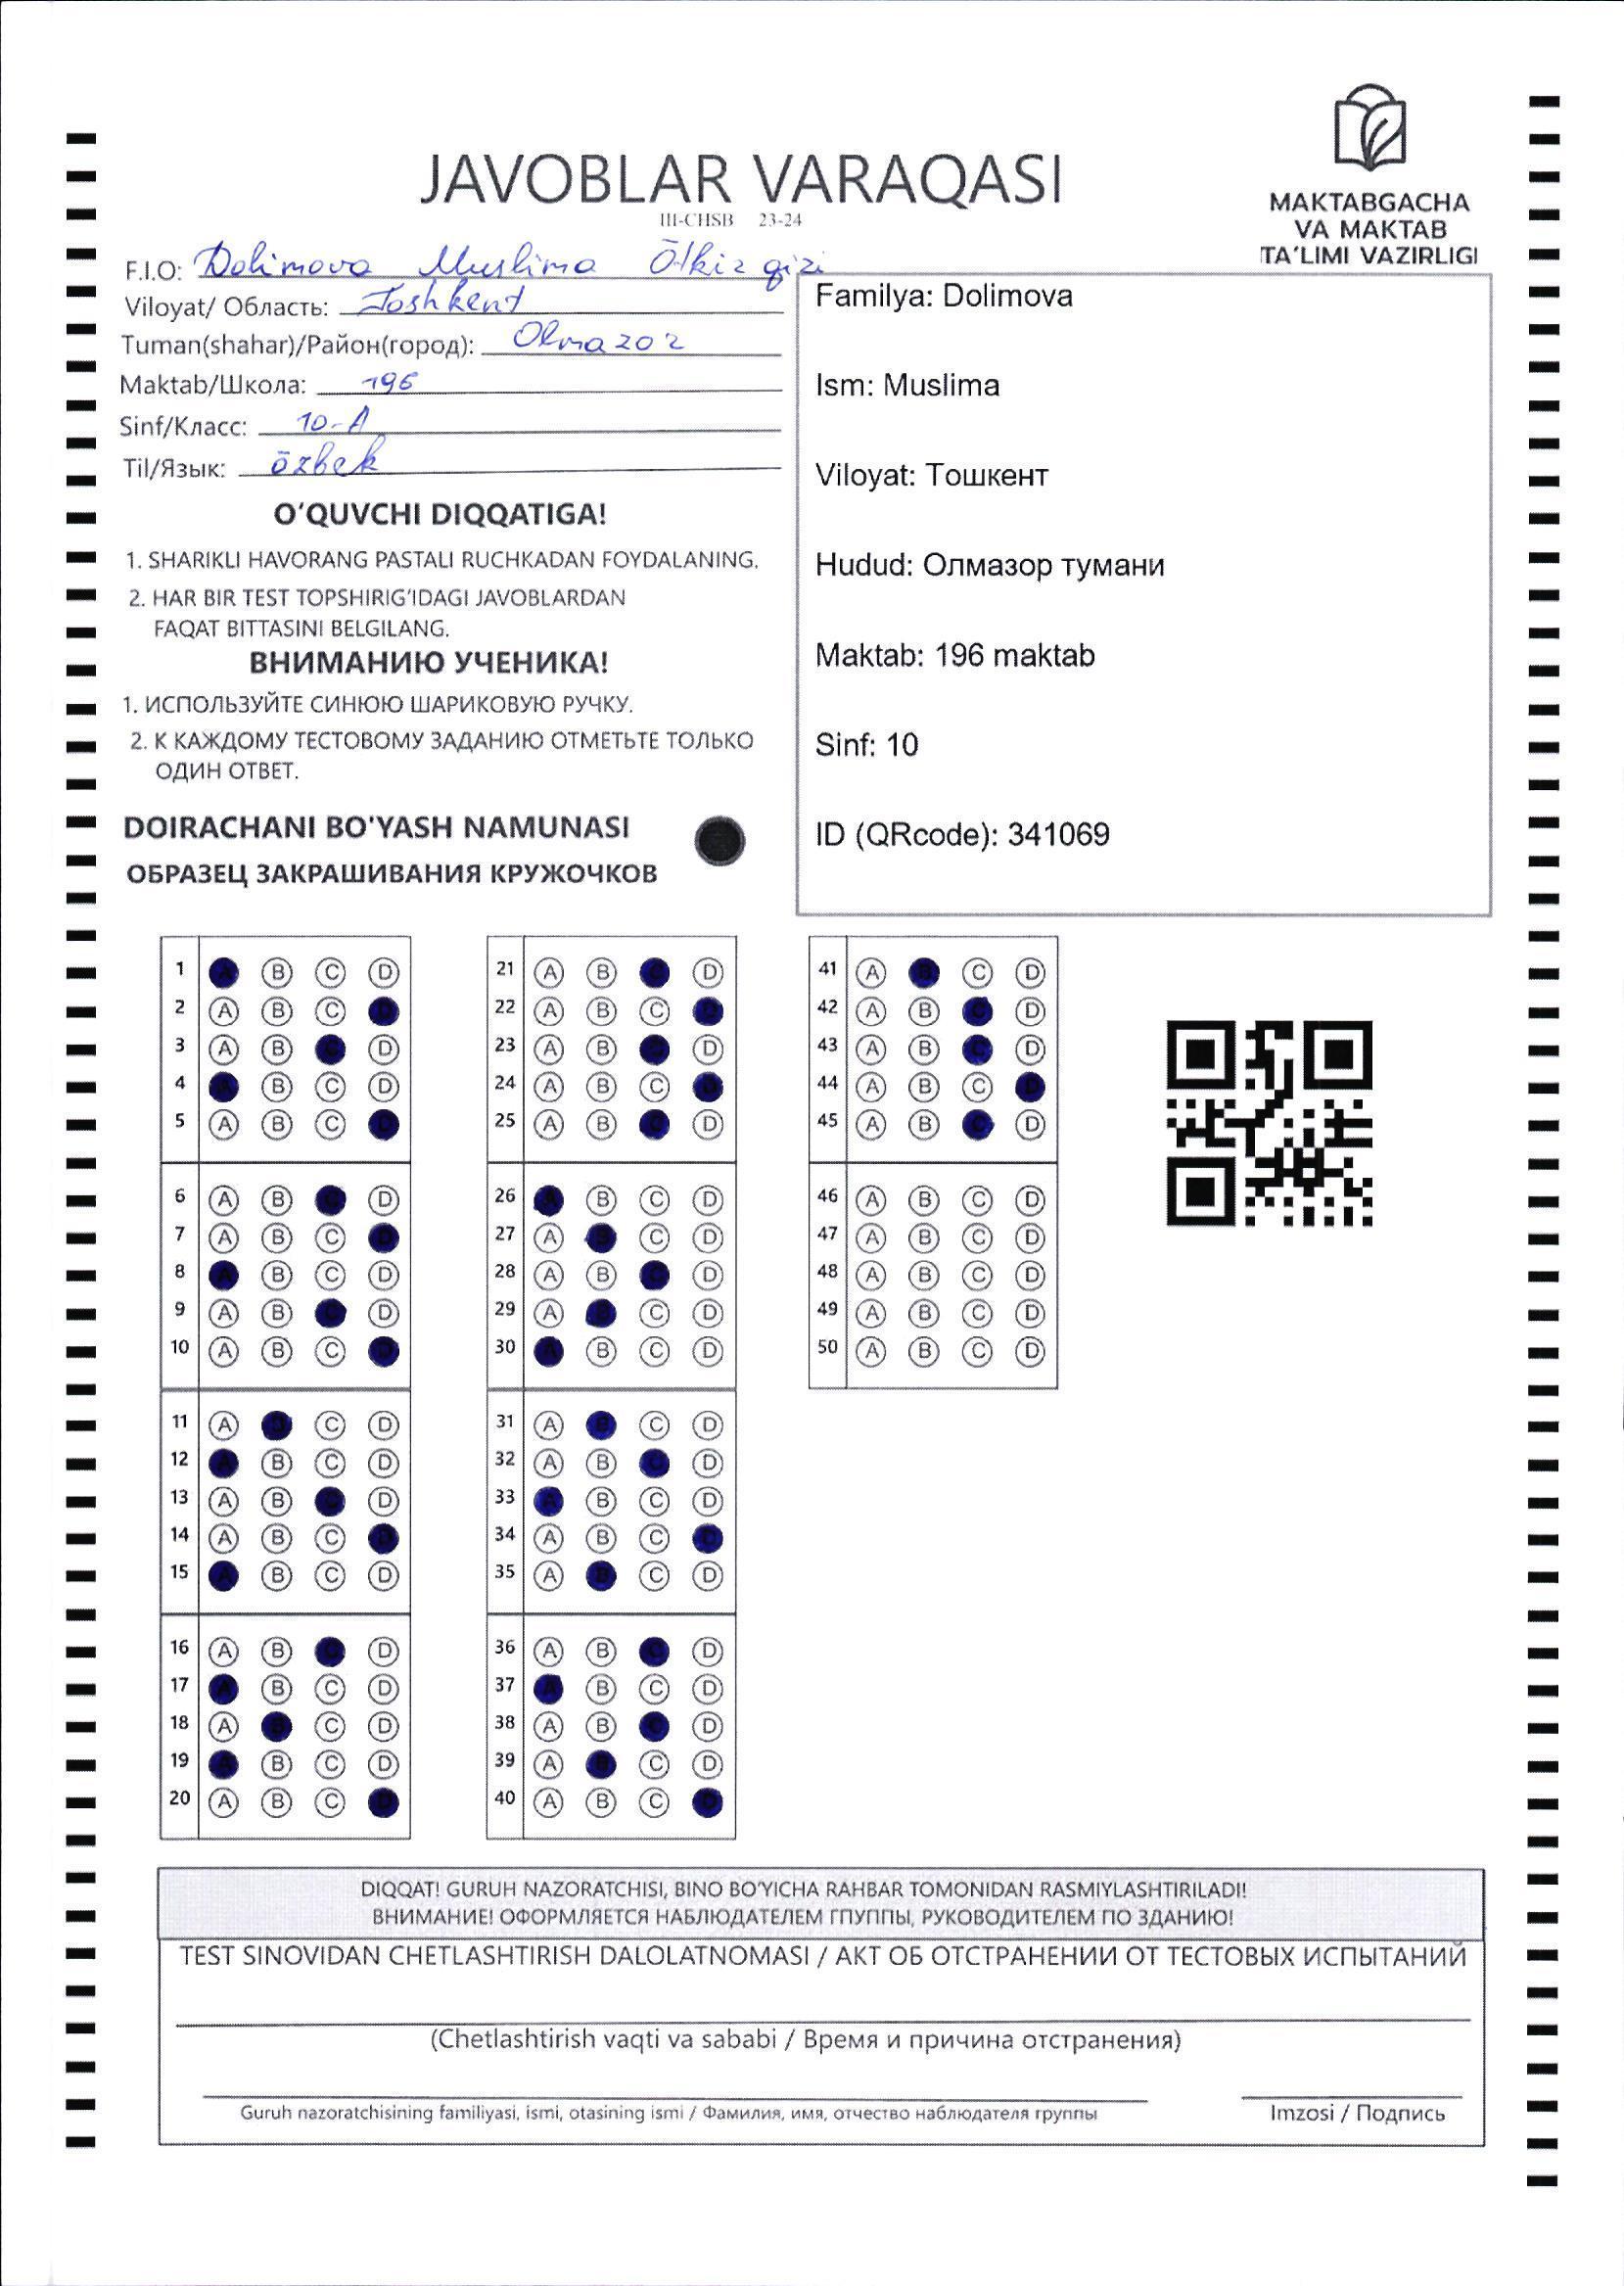 JAVOBLAR VARAQASI
III-CHSB 23-24
MAKTABGACHA
VA MAKTAB
TA'LIMI VAZIRLIGI
F.I.O: Dolimova Muslima Ōtkir qizi
Viloyat/ Область: Toshkent
Tuman(shahar)/Район(город): Olmazor
Maktab/Школа: 196
Sinf/Класс: 10-A
Til/Язык: ōzbek
O'QUVCHI DIQQATIGA!
1. SHARIKLI HAVORANG PASTALI RUCHKADAN FOYDALANING.
2. HAR BIR TEST TOPSHIRIG'IDAGI JAVOBLARDAN
FAQAT BITTASINI BELGILANG.
ВНИМАНИЮ УЧЕНИКА!
1. ИСПОЛЬЗУЙТЕ СИНЮЮ ШАРИКОВУЮ РУЧКУ.
2. К КАЖДОМУ ТЕСТОВОМУ ЗАДАНИЮ ОТМЕТЬТЕ ТОЛЬКО
ОДИН ОТВЕТ.
DOIRACHANI BO'YASH NAMUNASI
ОБРАЗЕЦ ЗАКРАШИВАНИЯ КРУЖОЧКОВ
Familya: Dolimova
Ism: Muslima
Viloyat: Тошкент
Hudud: Олмазор тумани
Maktab: 196 maktab
Sinf: 10
ID (QRcode): 341069
1 A B C D
2 A B C D
3 A B C D
4 A B C D
5 A B C D
6 A B C D
7 A B C D
8 A B C D
9 A B C D
10 A B C D
11 A B C D
12 A B C D
13 A B C D
14 A B C D
15 A B C D
16 A B C D
17 A B C D
18 A B C D
19 A B C D
20 A B C D
21 A B C D
22 A B C D
23 A B C D
24 A B C D
25 A B C D
26 A B C D
27 A B C D
28 A B C D
29 A B C D
30 A B C D
31 A B C D
32 A B C D
33 A B C D
34 A B C D
35 A B C D
36 A B C D
37 A B C D
38 A B C D
39 A B C D
40 A B C D
41 A B C D
42 A B C D
43 A B C D
44 A B C D
45 A B C D
46 A B C D
47 A B C D
48 A B C D
49 A B C D
50 A B C D
DIQQAT! GURUH NAZORATCHISI, BINO BO'YICHA RAHBAR TOMONIDAN RASMIYLASHTIRILADI!
ВНИМАНИЕ! ОФОРМЛЯЕТСЯ НАБЛЮДАТЕЛЕМ ГПУППЫ, РУКОВОДИТЕЛЕМ ПО ЗДАНИЮ!
TEST SINOVIDAN CHETLASHTIRISH DALOLATNOMASI / АКТ ОБ ОТСТРАНЕНИИ ОТ ТЕСТОВЫХ ИСПЫТАНИЙ
(Chetlashtirish vaqti va sababi / Время и причина отстранения)
Guruh nazoratchisining familiyasi, ismi, otasining ismi / Фамилия, имя, отчество наблюдателя группы
Imzosi / Подпись